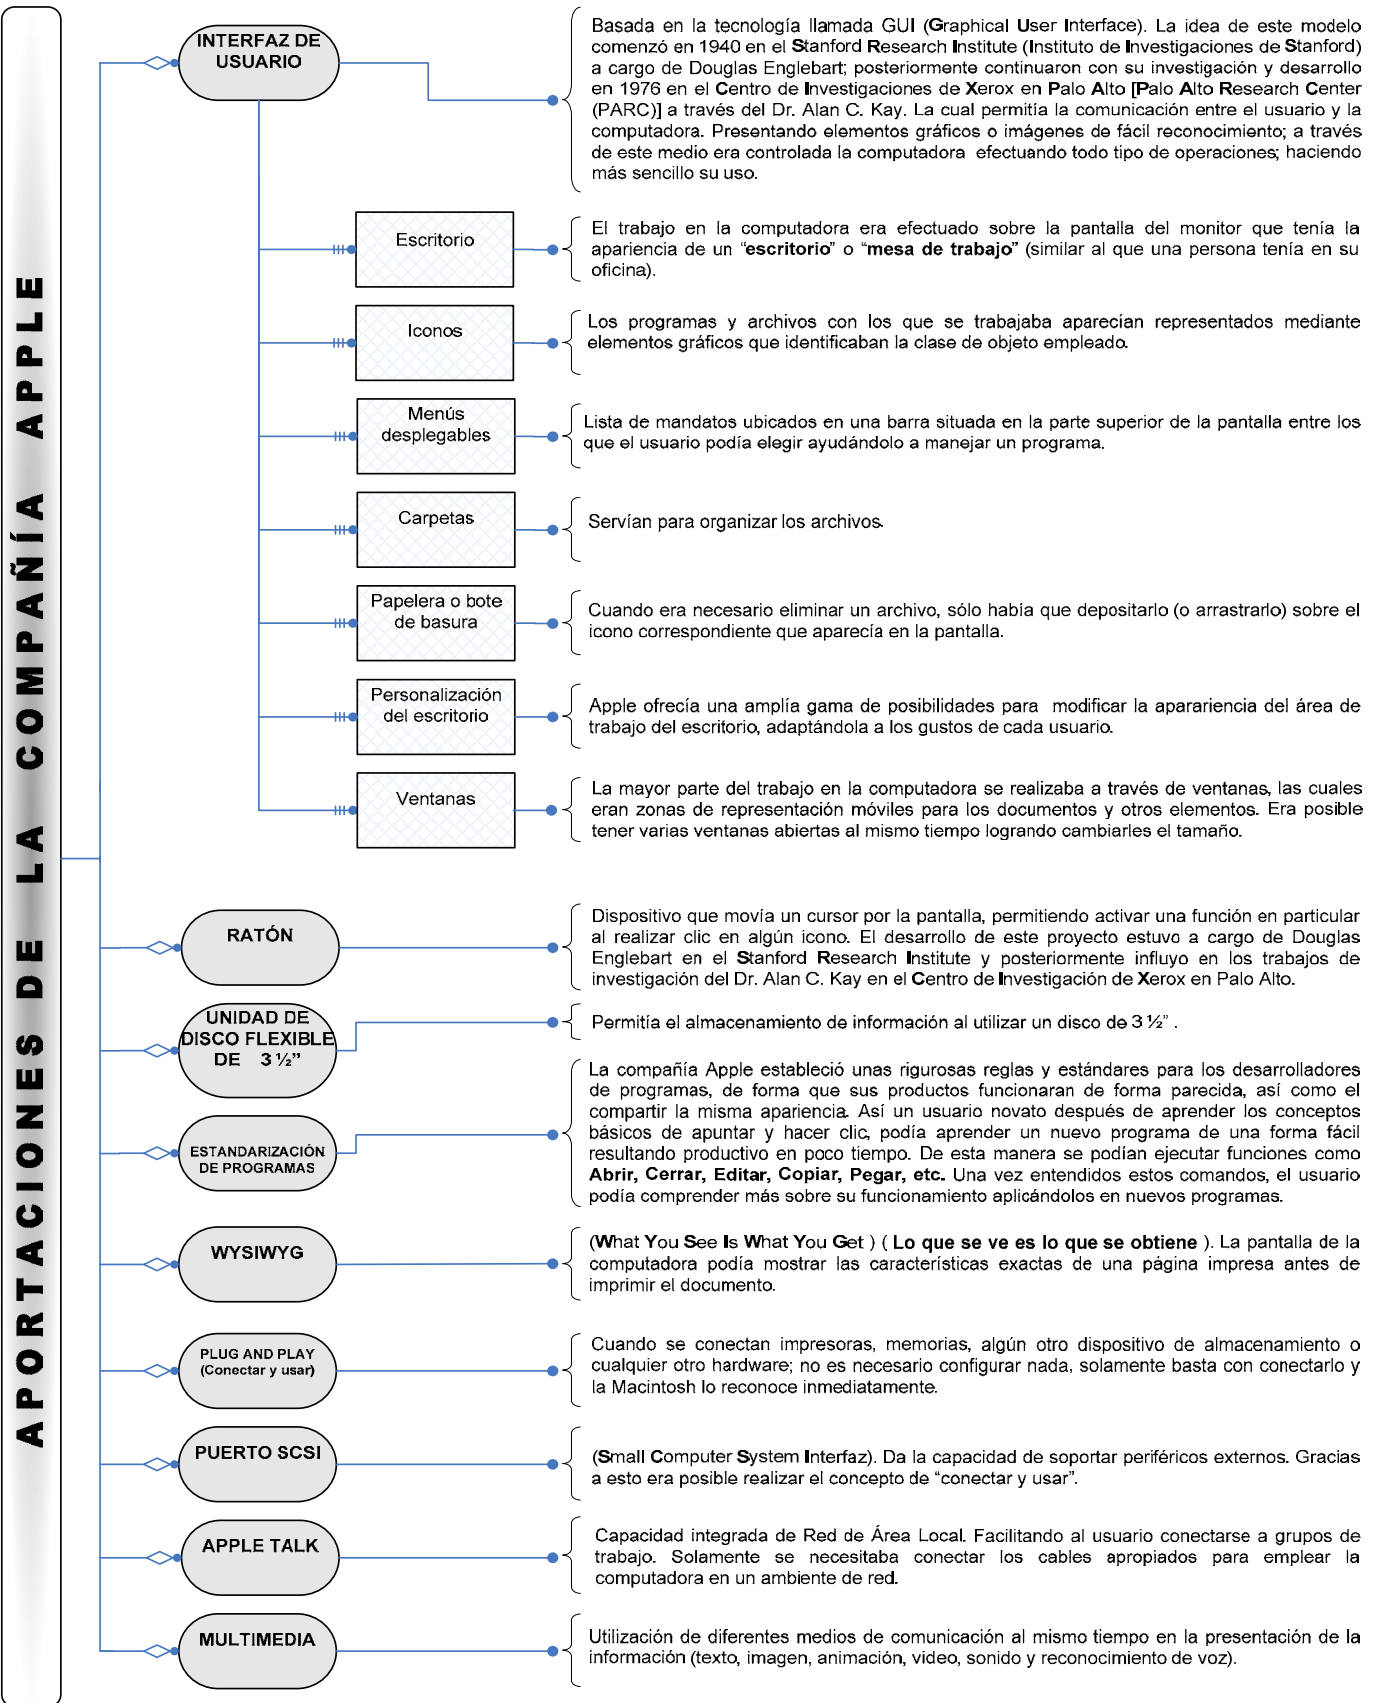 APORTACIONES DE LA COMPAÑÍA APPLE
INTERFAZ DE
USUARIO
Basada en la tecnología llamada GUI (Graphical User Interface). La idea de este modelo
comenzó en 1940 en el Stanford Research Institute (Instituto de Investigaciones de Stanford)
a cargo de Douglas Englebart; posteriormente continuaron con su investigación y desarrollo
en 1976 en el Centro de Investigaciones de Xerox en Palo Alto [Palo Alto Research Center
(PARC)] a través del Dr. Alan C. Kay. La cual permitía la comunicación entre el usuario y la
computadora. Presentando elementos gráficos o imágenes de fácil reconocimiento; a través
de este medio era controlada la computadora efectuando todo tipo de operaciones; haciendo
más sencillo su uso.
Escritorio
El trabajo en la computadora era efectuado sobre la pantalla del monitor que tenía la
apariencia de un “escritorio” o “mesa de trabajo” (similar al que una persona tenía en su
oficina).
Iconos
Los programas y archivos con los que se trabajaba aparecían representados mediante
elementos gráficos que identificaban la clase de objeto empleado.
Menús
desplegables
Lista de mandatos ubicados en una barra situada en la parte superior de la pantalla entre los
que el usuario podía elegir ayudándolo a manejar un programa.
Carpetas
Servían para organizar los archivos.
Papelera o bote
de basura
Cuando era necesario eliminar un archivo, sólo había que depositarlo (o arrastrarlo) sobre el
icono correspondiente que aparecía en la pantalla.
Personalización
del escritorio
Apple ofrecía una amplía gama de posibilidades para modificar la aparariencia del área de
trabajo del escritorio, adaptándola a los gustos de cada usuario.
Ventanas
La mayor parte del trabajo en la computadora se realizaba a través de ventanas, las cuales
eran zonas de representación móviles para los documentos y otros elementos. Era posible
tener varias ventanas abiertas al mismo tiempo logrando cambiarles el tamaño.
RATÓN
Dispositivo que movía un cursor por la pantalla, permitiendo activar una función en particular
al realizar clic en algún icono. El desarrollo de este proyecto estuvo a cargo de Douglas
Englebart en el Stanford Research Institute y posteriormente influyo en los trabajos de
investigación del Dr. Alan C. Kay en el Centro de Investigación de Xerox en Palo Alto.
UNIDAD DE
DISCO FLEXIBLE
DE 3 ½”
Permitía el almacenamiento de información al utilizar un disco de 3 ½” .
ESTANDARIZACIÓN
DE PROGRAMAS
La compañía Apple estableció unas rigurosas reglas y estándares para los desarrolladores
de programas, de forma que sus productos funcionaran de forma parecida, así como el
compartir la misma apariencia. Así un usuario novato después de aprender los conceptos
básicos de apuntar y hacer clic, podía aprender un nuevo programa de una forma fácil
resultando productivo en poco tiempo. De esta manera se podían ejecutar funciones como
Abrir, Cerrar, Editar, Copiar, Pegar, etc. Una vez entendidos estos comandos, el usuario
podía comprender más sobre su funcionamiento aplicándolos en nuevos programas.
WYSIWYG
(What You See Is What You Get ) ( Lo que se ve es lo que se obtiene ). La pantalla de la
computadora podía mostrar las características exactas de una página impresa antes de
imprimir el documento.
PLUG AND PLAY
(Conectar y usar)
Cuando se conectan impresoras, memorias, algún otro dispositivo de almacenamiento o
cualquier otro hardware; no es necesario configurar nada, solamente basta con conectarlo y
la Macintosh lo reconoce inmediatamente.
PUERTO SCSI
(Small Computer System Interfaz). Da la capacidad de soportar periféricos externos. Gracias
a esto era posible realizar el concepto de “conectar y usar”.
APPLE TALK
Capacidad integrada de Red de Área Local. Facilitando al usuario conectarse a grupos de
trabajo. Solamente se necesitaba conectar los cables apropiados para emplear la
computadora en un ambiente de red.
MULTIMEDIA
Utilización de diferentes medios de comunicación al mismo tiempo en la presentación de la
información (texto, imagen, animación, video, sonido y reconocimiento de voz).